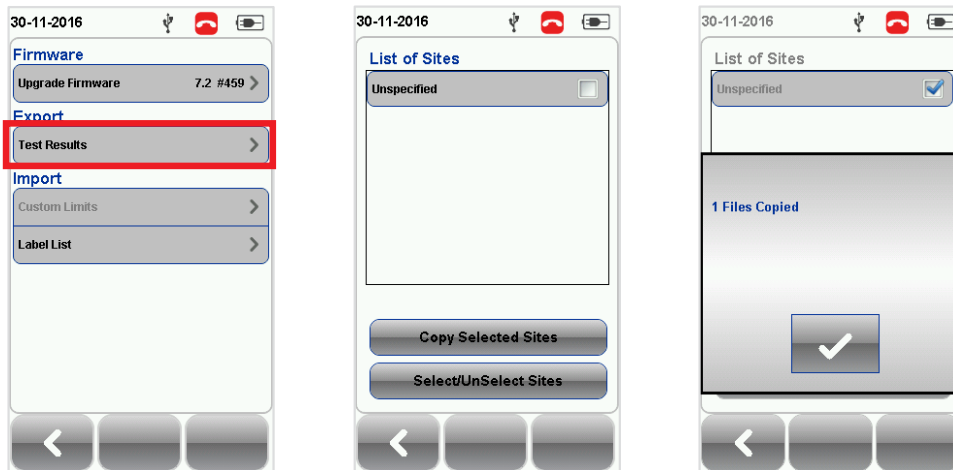 30-11-2016
Firmware
Upgrade Firmware 7.2 #459
Export
Test Results
Import
Custom Limits
Label List
30-11-2016
List of Sites
Unspecified
Copy Selected Sites
Select/UnSelect Sites
30-11-2016
List of Sites
Unspecified
1 Files Copied